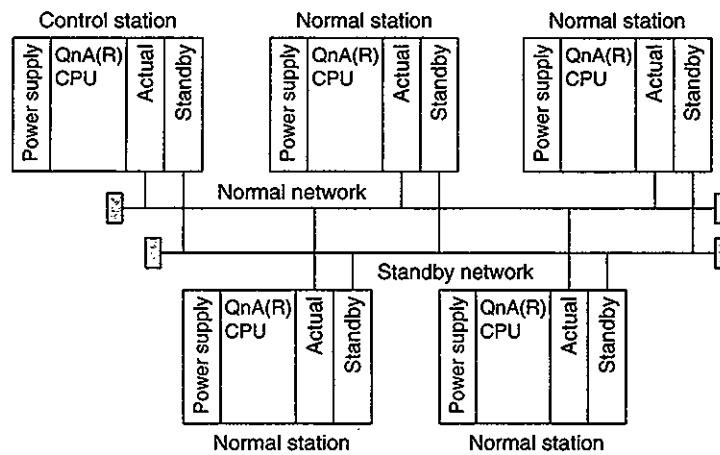 Control station
Normal station
Normal station
Power supply
QnA(R)
CPU
Actual
Standby
Power supply
QnA(R)
CPU
Actual
Standby
Power supply
QnA(R)
CPU
Actual
Standby
Normal network
Standby network
Power supply
QnA(R)
CPU
Actual
Standby
Power supply
QnA(R)
CPU
Actual
Standby
Normal station
Normal station